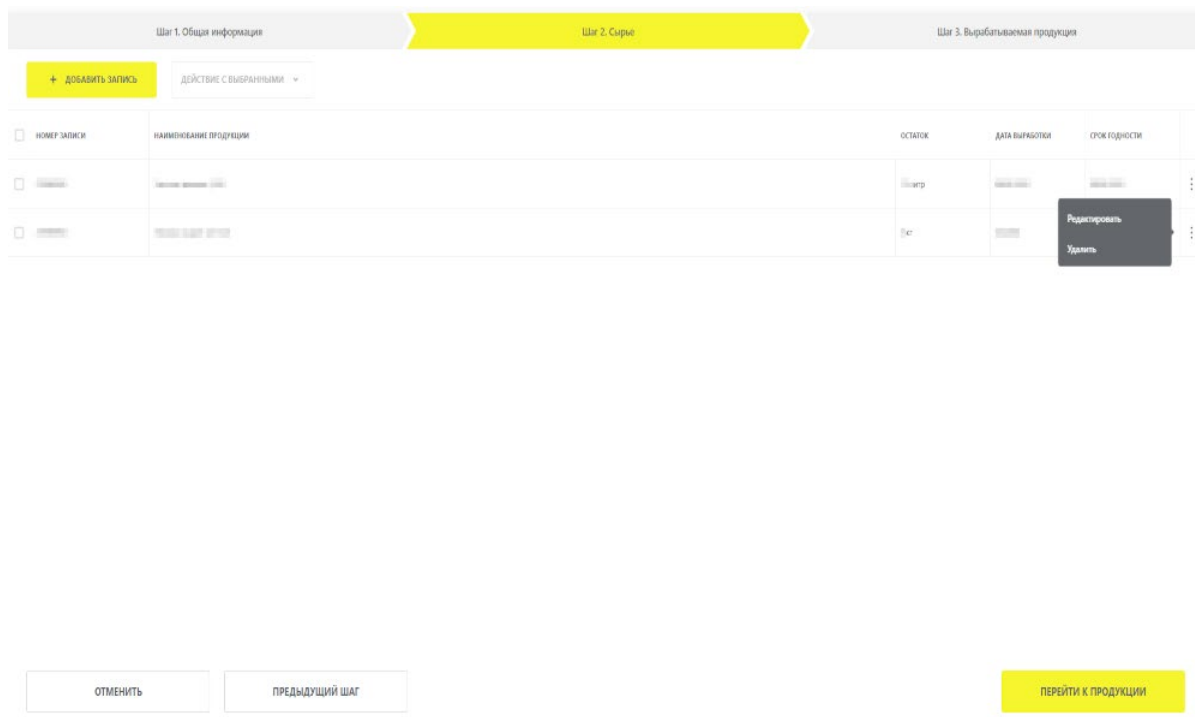 Шаг 1. Общая информация
Шаг 2. Сырье
Шаг 3. Вырабатываемая продукция
+ ДОБАВИТЬ ЗАПИСЬ
ДЕЙСТВИЕ С ВЫБРАННЫМИ
НОМЕР ЗАПИСИ
НАИМЕНОВАНИЕ ПРОДУКЦИИ
ОСТАТОК
ДАТА ВЫРАБОТКИ
СРОК ГОДНОСТИ
кг
Редактировать
Удалить
ОТМЕНИТЬ
ПРЕДЫДУЩИЙ ШАГ
ПЕРЕЙТИ К ПРОДУКЦИИ